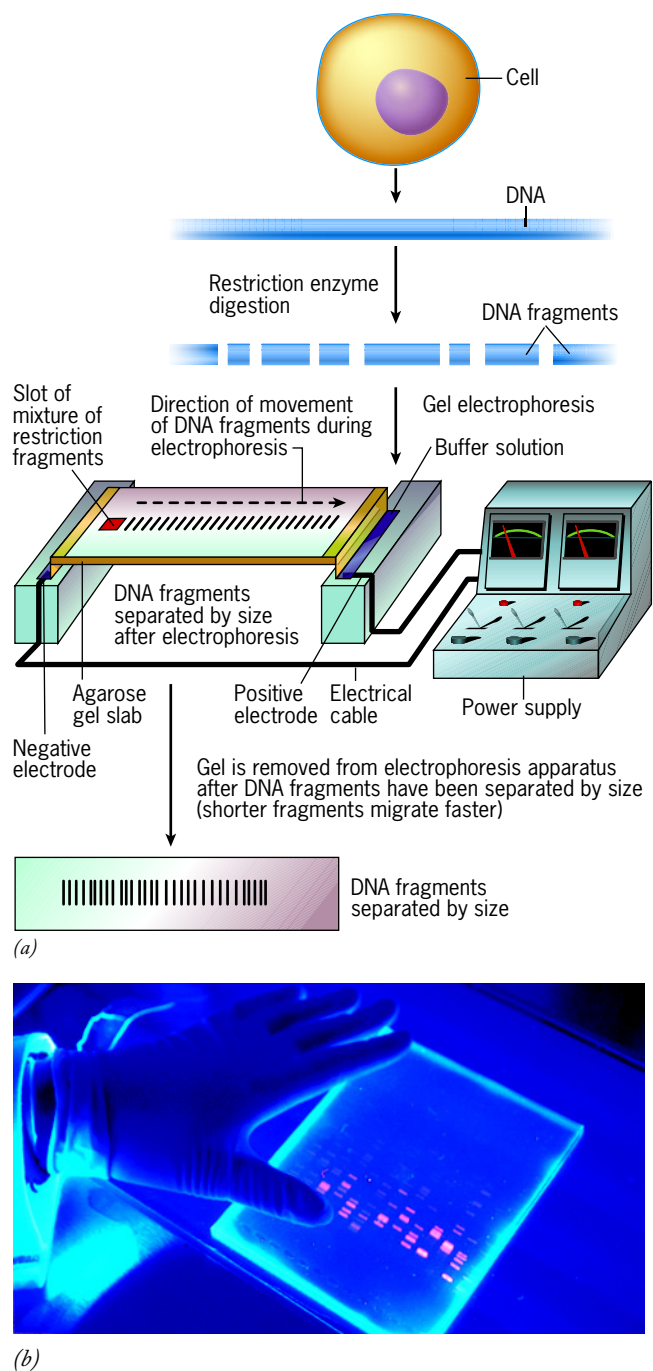 Cell
DNA
Restriction enzyme
digestion
DNA fragments
Slot of
mixture of
restriction
fragments
Direction of movement
of DNA fragments during
electrophoresis
Gel electrophoresis
Buffer solution
DNA fragments
separated by size
after electrophoresis
Agarose
gel slab
Positive
electrode
Electrical
cable
Power supply
Negative
electrode
Gel is removed from electrophoresis apparatus
after DNA fragments have been separated by size
(shorter fragments migrate faster)
DNA fragments
separated by size
(a)
(b)